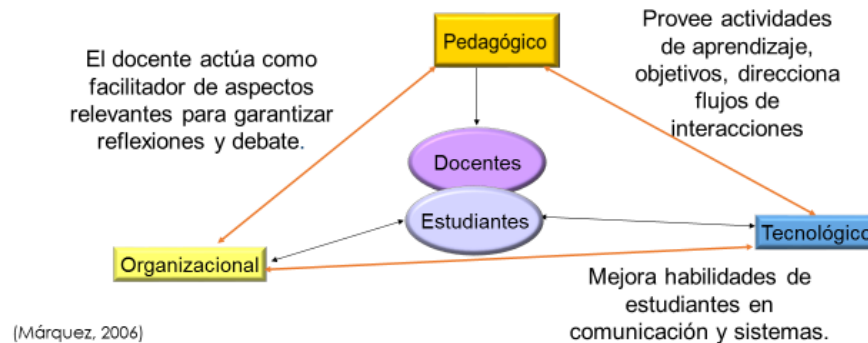 Pedagógico
El docente actúa como
facilitador de aspectos
relevantes para garantizar
reflexiones y debate.
Provee actividades
de aprendizaje,
objetivos, direcciona
flujos de
interacciones
Docentes
Estudiantes
Organizacional
Tecnológico
Mejora habilidades de
estudiantes en
comunicación y sistemas.
(Márquez, 2006)